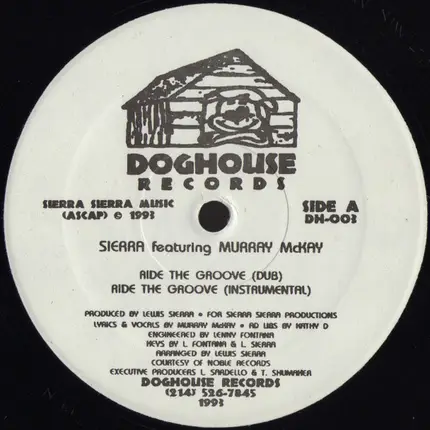 DOGHOUSE
RECORDS
SIERRA SIERRA MUSIC
(ASCAP) © 1993
SIDE A
DH-003
SIERRA featuring MURRAY McKAY
RIDE THE GROOVE (DUB)
RIDE THE GROOVE (INSTRUMENTAL)
PRODUCED BY LEWIS SIERRA • FOR SIERRA SIERRA PRODUCTIONS
LYRICS & VOCALS BY MURRAY McKAY • AD LIBS BY KATHY D
ENGINEERED BY LENNY FONTANA
KEYS BY L. FONTANA & L. SIERRA
ARRANGED BY LEWIS SIERRA
COURTESY OF NOBLE RECORDS
EXECUTIVE PRODUCERS L. SARDELLO & T. SHUMAKER
DOGHOUSE RECORDS
(214) 526-7845
1993